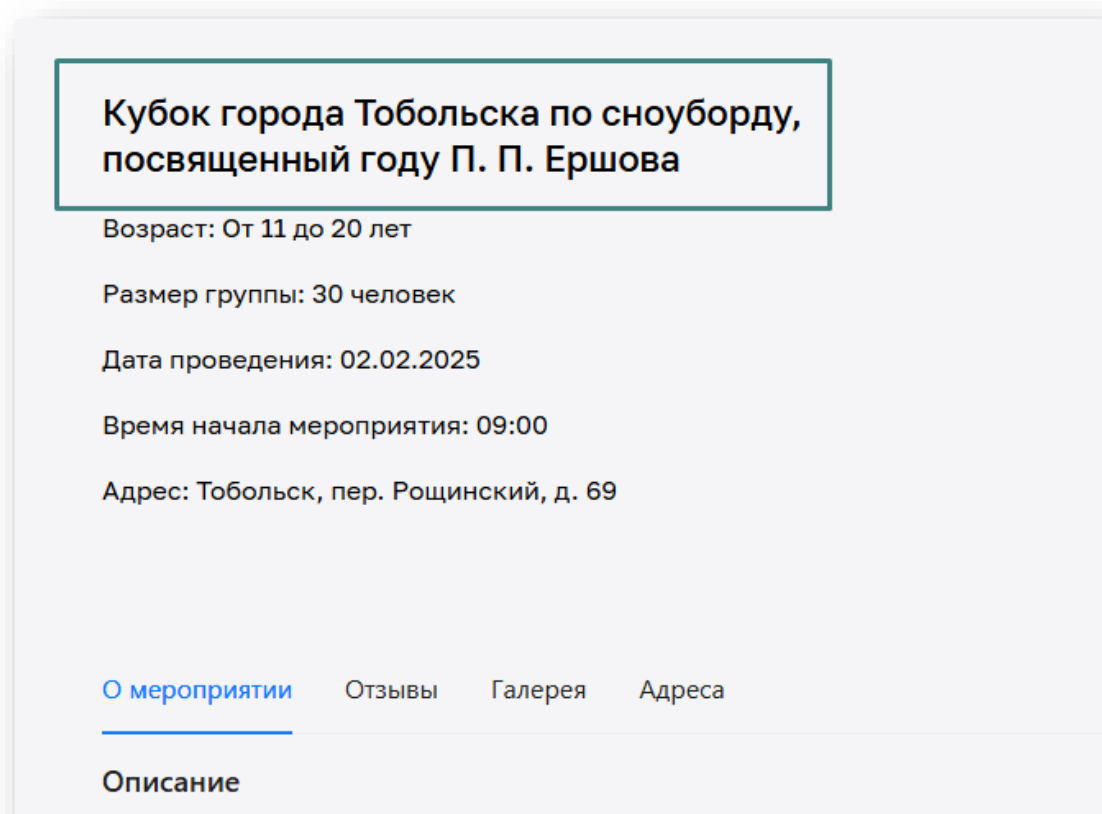 Кубок города Тобольска по сноуборду,
посвященный году П. П. Ершова
Возраст: От 11 до 20 лет
Размер группы: 30 человек
Дата проведения: 02.02.2025
Время начала мероприятия: 09:00
Адрес: Тобольск, пер. Рощинский, д. 69
О мероприятии Отзывы Галерея Адреса
Описание